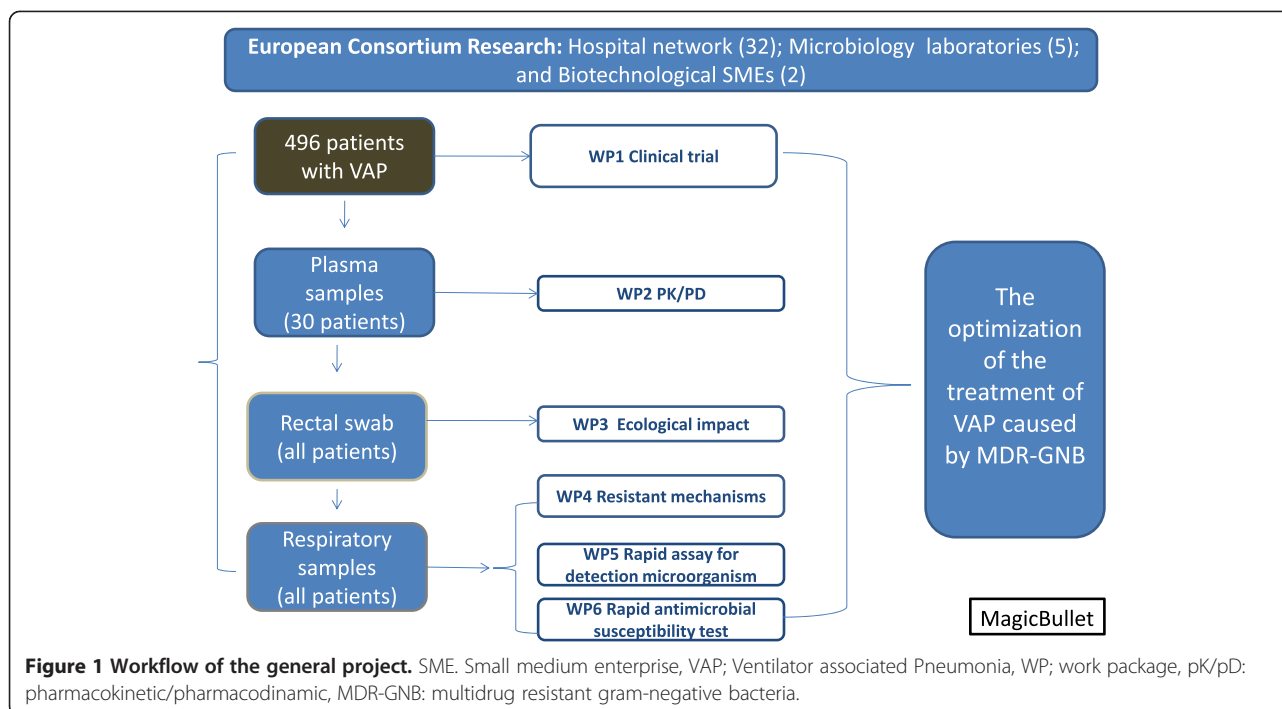 European Consortium Research: Hospital network (32); Microbiology laboratories (5);
and Biotechnological SMEs (2)
496 patients
with VAP
WP1 Clinical trial
Plasma
samples
(30 patients)
WP2 PK/PD
Rectal swab
(all patients)
WP3 Ecological impact
Respiratory
samples
(all patients)
WP4 Resistant mechanisms
WP5 Rapid assay for
detection microorganism
WP6 Rapid antimicrobial
susceptibility test
The
optimization
of the
treatment of
VAP caused
by MDR-GNB
MagicBullet
Figure 1 Workflow of the general project. SME. Small medium enterprise, VAP; Ventilator associated Pneumonia, WP; work package, pK/pD:
pharmacokinetic/pharmacodinamic, MDR-GNB: multidrug resistant gram-negative bacteria.